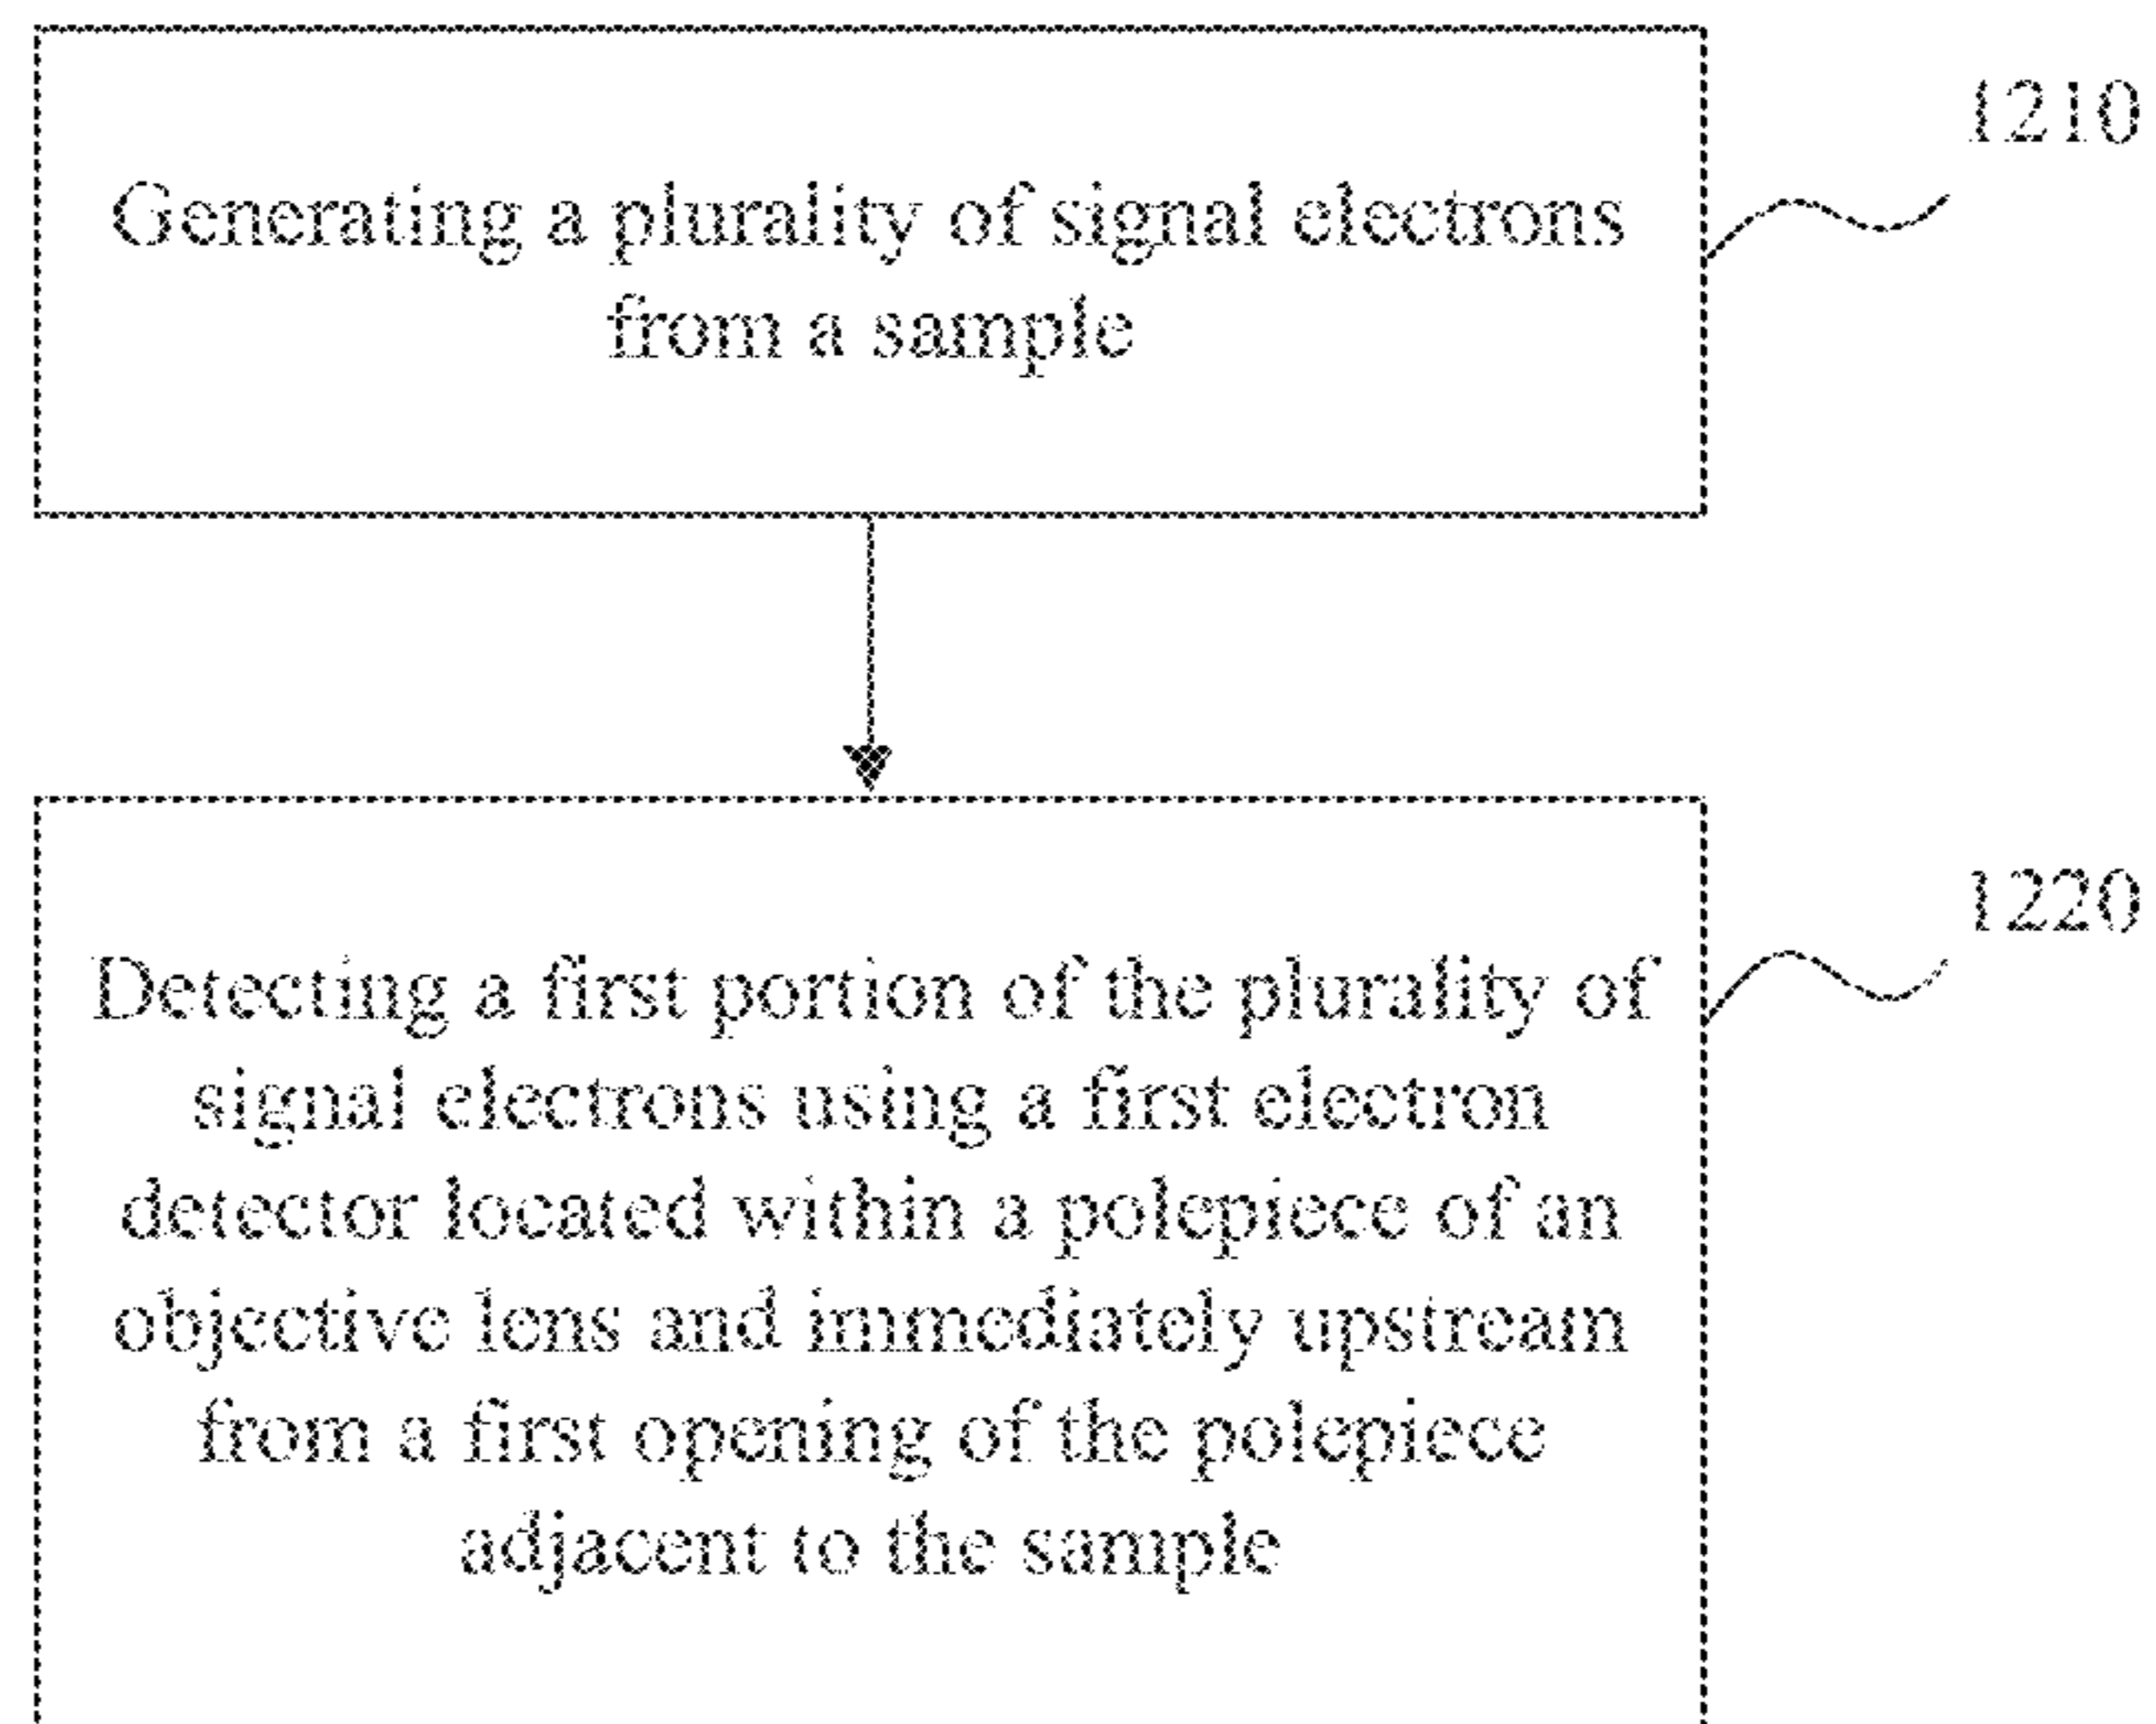 1210
Generating a plurality of signal electrons
from a sample
1220
Detecting a first portion of the plurality of
signal electrons using a first electron
detector located within a polepiece of an
objective lens and immediately upstream
from a first opening of the polepiece
adjacent to the sample